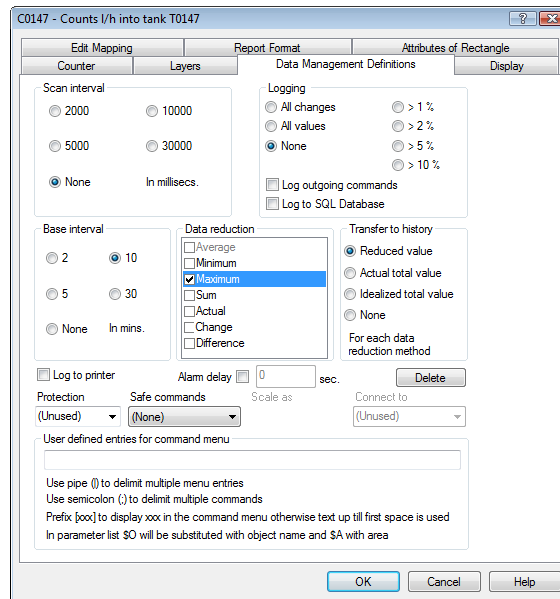 C0147 - Counts l/h into tank T0147
Edit Mapping
Report Format
Attributes of Rectangle
Counter
Layers
Data Management Definitions
Display
Scan interval
2000
10000
5000
30000
None
In millisecs.
Logging
All changes
> 1 %
All values
> 2 %
None
> 5 %
> 10 %
Log outgoing commands
Log to SQL Database
Base interval
2
10
5
30
None
In mins.
Data reduction
Average
Minimum
Maximum
Sum
Actual
Change
Difference
Transfer to history
Reduced value
Actual total value
Idealized total value
None
For each data
reduction method
Log to printer
Alarm delay
0
sec.
Delete
Protection
Safe commands
Scale as
Connect to
(Unused)
(None)
(Unused)
User defined entries for command menu
Use pipe (|) to delimit multiple menu entries
Use semicolon (;) to delimit multiple commands
Prefix [xxx] to display xxx in the command menu otherwise text up till first space is used
In parameter list $O will be substituted with object name and $A with area
OK
Cancel
Help